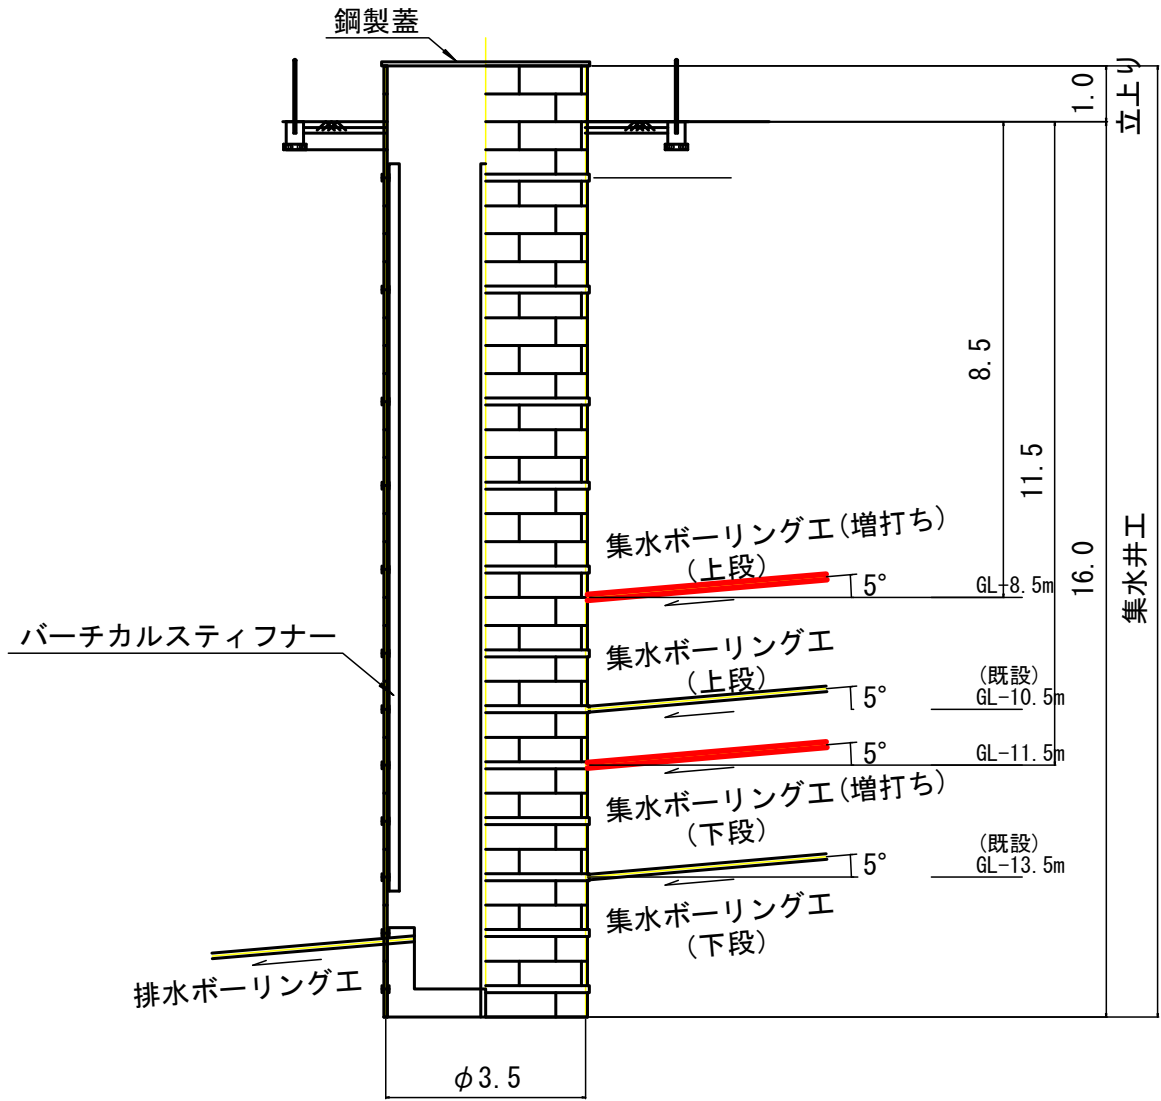 鋼製蓋
1.0
立上り
8.5
11.5
16.0
集水井工
集水ボーリング工(増打ち)
(上段)
5°
GL-8.5m
バーチカルスティフナー
集水ボーリング工
(上段)
5°
(既設)
GL-10.5m
5°
GL-11.5m
集水ボーリング工(増打ち)
(下段)
5°
(既設)
GL-13.5m
集水ボーリング工
(下段)
排水ボーリング工
φ3.5